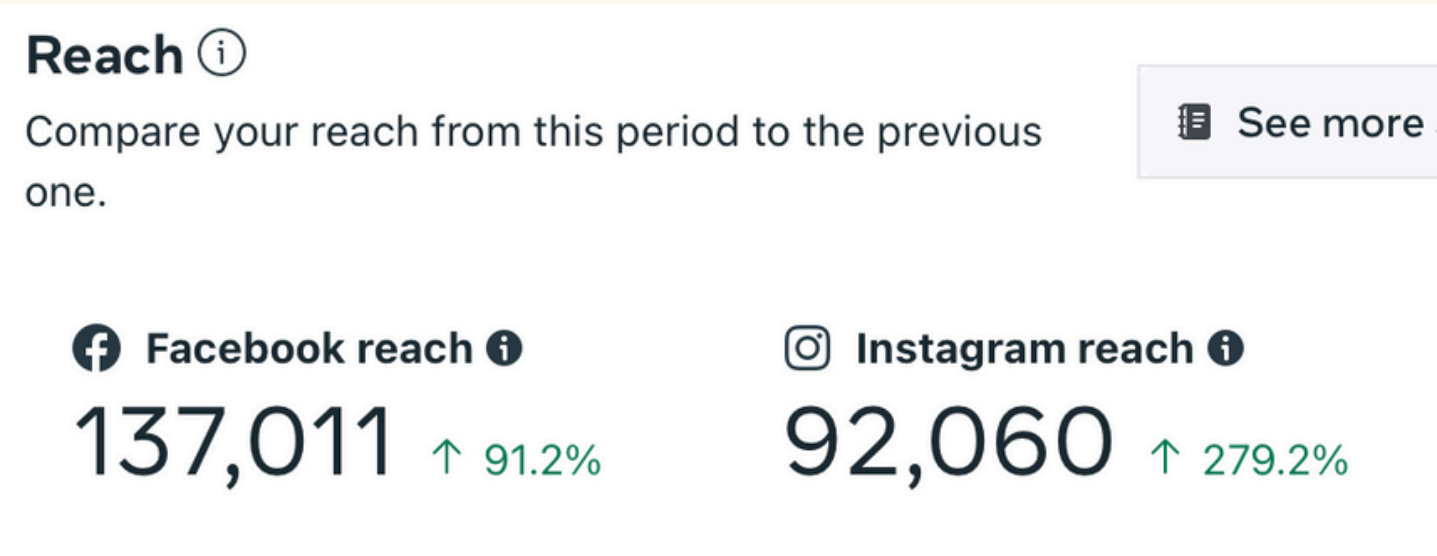 Reach
Compare your reach from this period to the previous
one.
See more
Facebook reach
Instagram reach
137,011 ↑ 91.2%
92,060 ↑ 279.2%